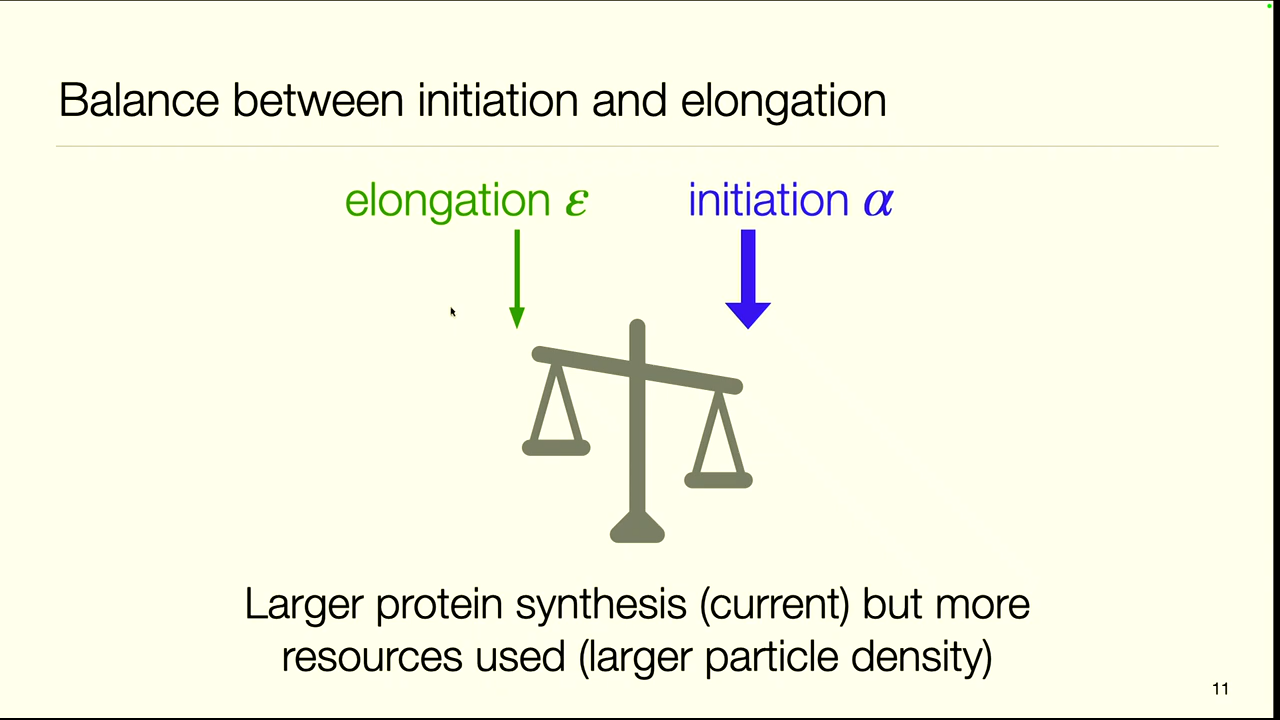 Balance between initiation and elongation
elongation ε
initiation α
Larger protein synthesis (current) but more
resources used (larger particle density)
11